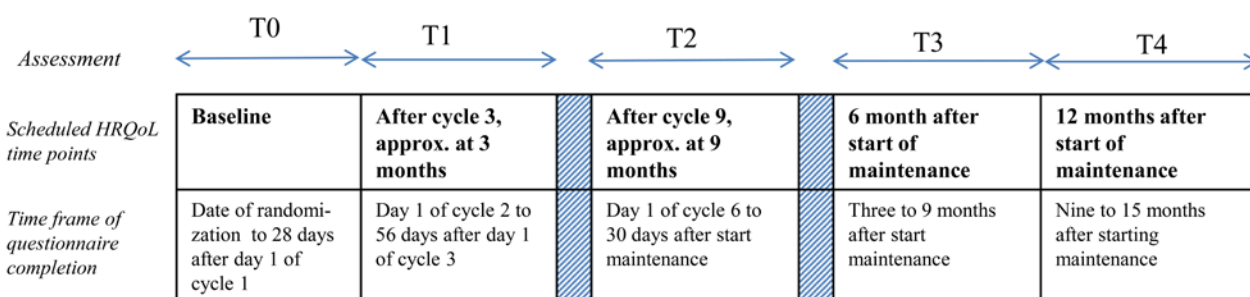 T0
T1
T2
T3
T4
Assessment
Scheduled HRQoL
time points
Baseline
After cycle 3,
approx. at 3
months
After cycle 9,
approx. at 9
months
6 month after
start of
maintenance
12 months after
start of
maintenance
Time frame of
questionnaire
completion
Date of randomi-
zation to 28 days
after day 1 of
cycle 1
Day 1 of cycle 2 to
56 days after day 1
of cycle 3
Day 1 of cycle 6 to
30 days after start
maintenance
Three to 9 months
after start
maintenance
Nine to 15 months
after starting
maintenance